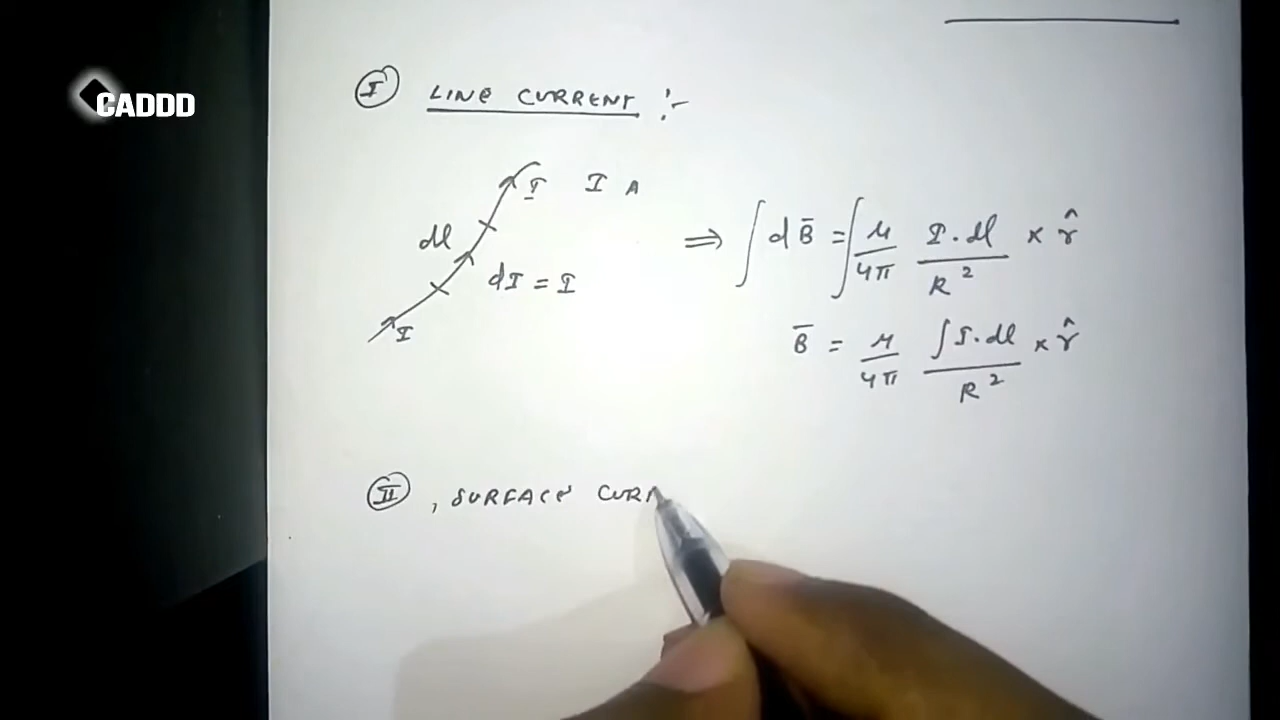 CADDD
Ⓘ LINE CURRENT :-
I I A
dl
dI = I
I
⇒ ∫ dB̄ = ∫ μ/4π I.dl/R² × r̂
B̄ = μ/4π ∫I.dl/R² × r̂
Ⓘⓘ, SURFACE CURR